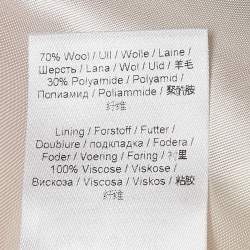 70% Wool / Ull / Wolle / Laine /
Шерсть / Lana / Wol / Uld / 羊毛
30% Polyamide / Polyamid /
Полиамид / Poliammide / 聚酰胺
纤维
Lining / Forstoff / Futter /
Doublure / подкладка / Fodera /
Foder / Voering / Foring / 衬里
100% Viscose / Viskose /
Вискоза / Viscosa / Viskos / 粘胶
纤维